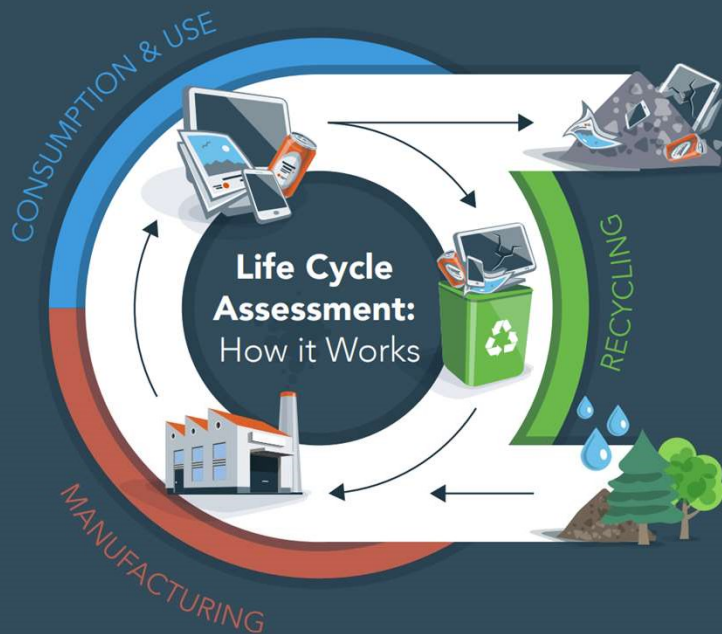 CONSUMPTION & USE
Life Cycle
Assessment:
How it Works
RECYCLING
MANUFACTURING